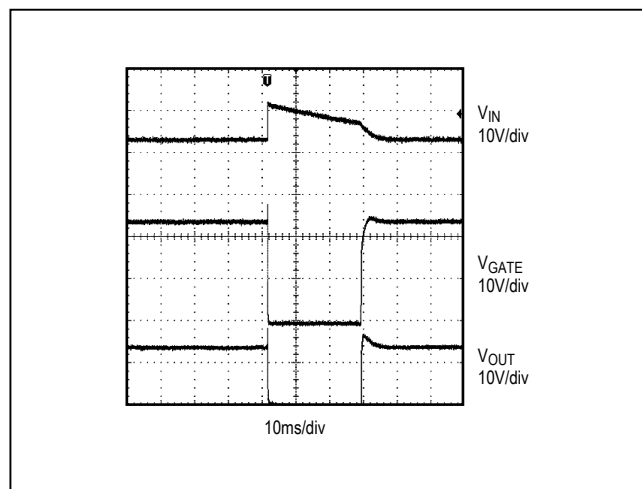 T
V_IN
10V/div
V_GATE
10V/div
V_OUT
10V/div
10ms/div